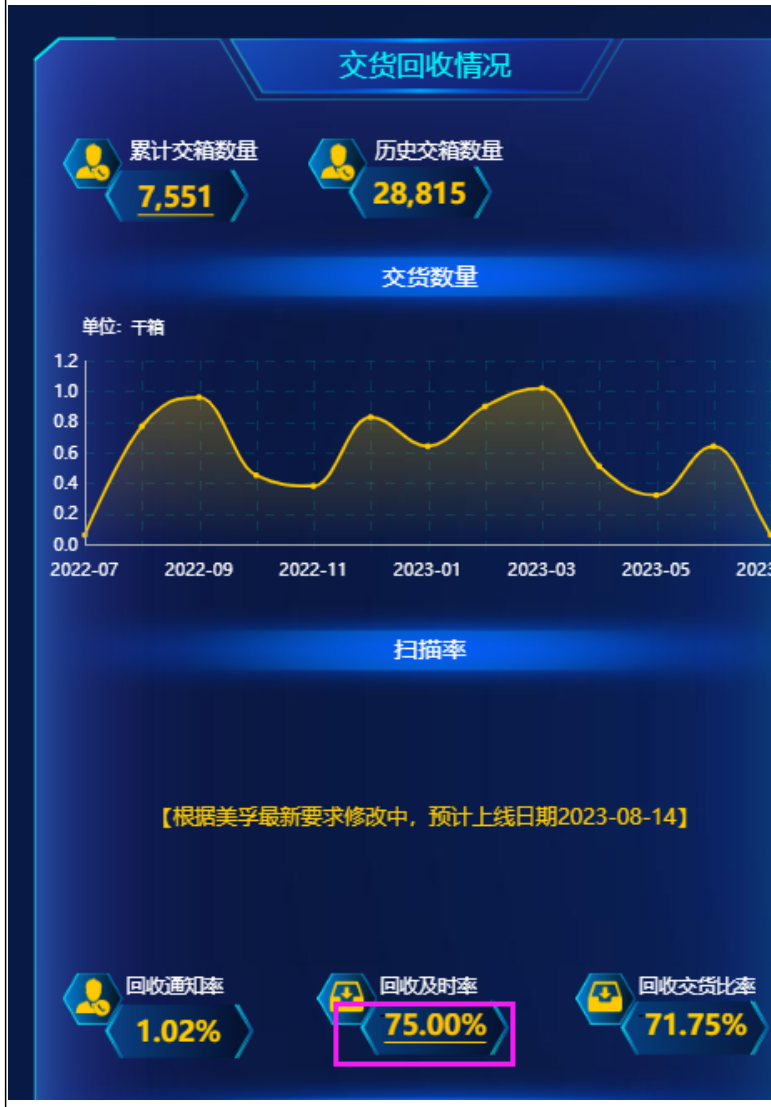 交货回收情况
累计交箱数量
历史交箱数量
7,551
28,815
交货数量
单位: 千箱
1.2
1.0
0.8
0.6
0.4
0.2
0.0
2022-07 2022-09 2022-11 2023-01 2023-03 2023-05 2023
扫描率
【根据美孚最新要求修改中，预计上线日期2023-08-14】
回收通知率
回收及时率
回收交货比率
1.02%
75.00%
71.75%